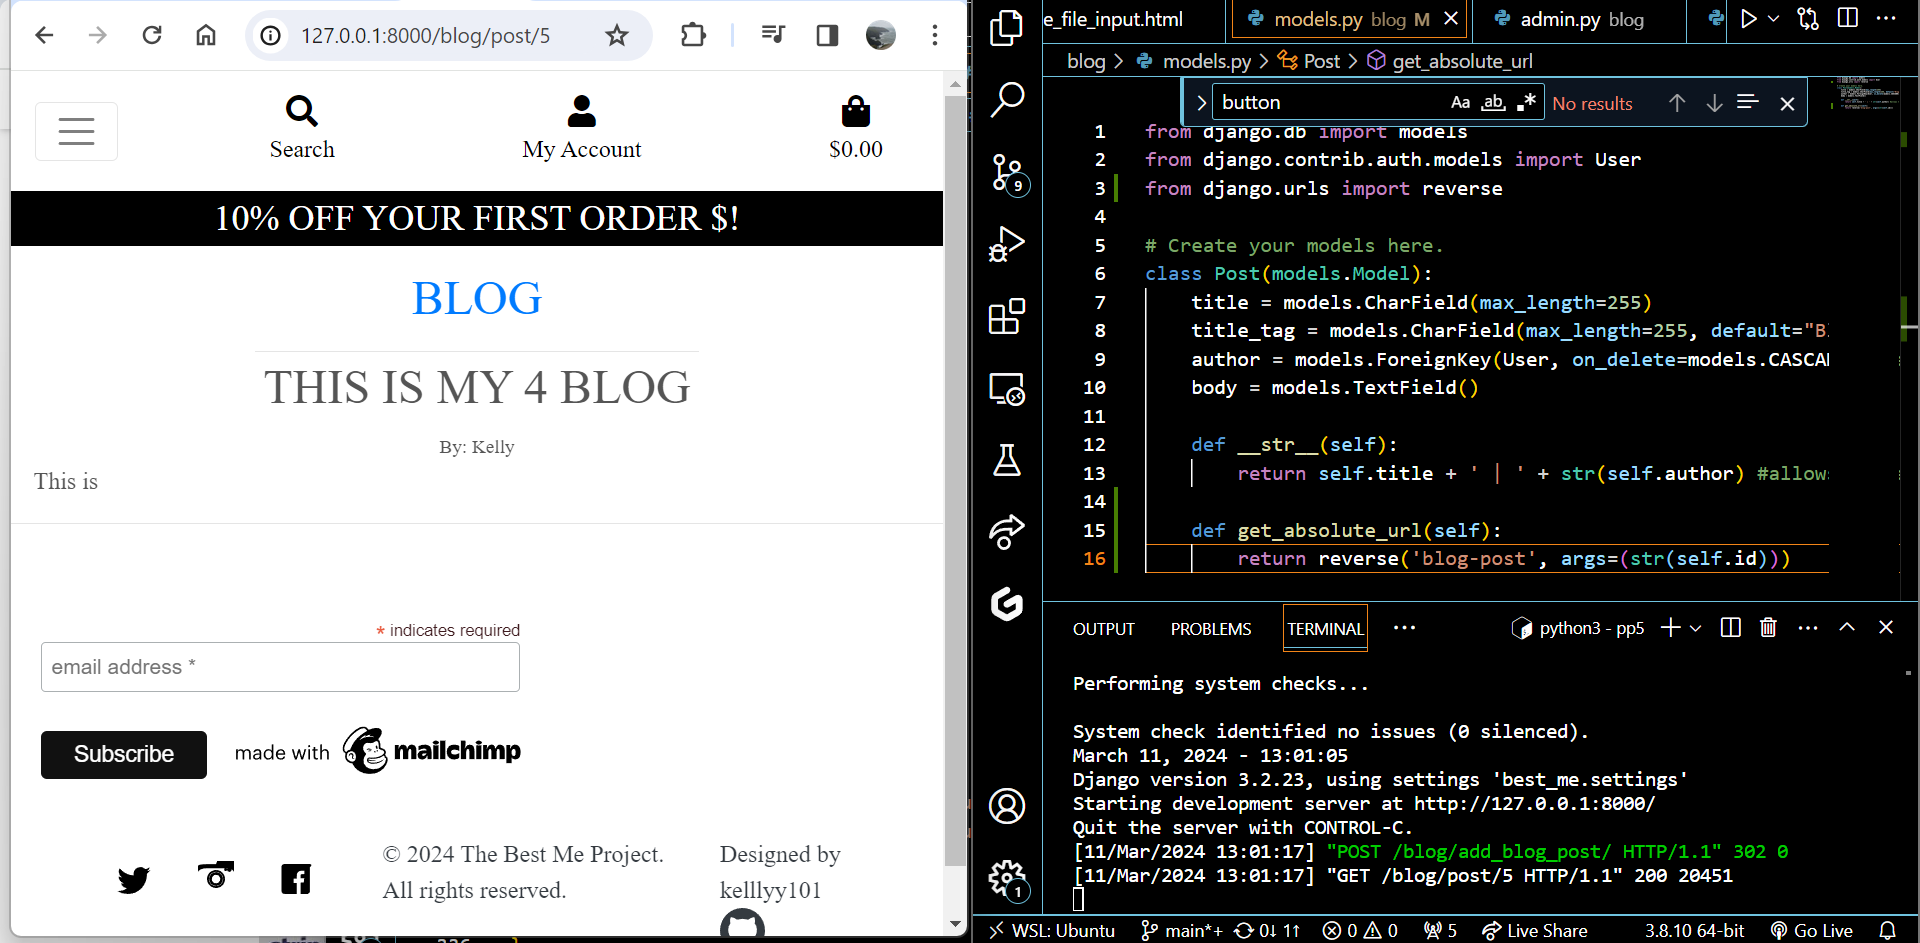 127.0.0.1:8000/blog/post/5
Search
My Account
$0.00
10% OFF YOUR FIRST ORDER $!
BLOG
THIS IS MY 4 BLOG
By: Kelly
This is
* indicates required
email address *
Subscribe
made with mailchimp
© 2024 The Best Me Project.
All rights reserved.
Designed by
kelllyy101
e_file_input.html
models.py blog M
admin.py blog
blog > models.py > Post > get_absolute_url
button
Aa ab, .*
No results
1 from django.db import models
2 from django.contrib.auth.models import User
3 from django.urls import reverse
4
5 # Create your models here.
6 class Post(models.Model):
7 title = models.CharField(max_length=255)
8 title_tag = models.CharField(max_length=255, default="B
9 author = models.ForeignKey(User, on_delete=models.CASCA
10 body = models.TextField()
11
12 def __str__(self):
13 return self.title + ' | ' + str(self.author) #allow
14
15 def get_absolute_url(self):
16 return reverse('blog-post', args=(str(self.id)))
9
1
OUTPUT PROBLEMS TERMINAL ...
python3 - pp5
Performing system checks...
System check identified no issues (0 silenced).
March 11, 2024 - 13:01:05
Django version 3.2.23, using settings 'best_me.settings'
Starting development server at http://127.0.0.1:8000/
Quit the server with CONTROL-C.
[11/Mar/2024 13:01:17] "POST /blog/add_blog_post/ HTTP/1.1" 302 0
[11/Mar/2024 13:01:17] "GET /blog/post/5 HTTP/1.1" 200 20451
WSL: Ubuntu main*+ 0↓ 1↑ 0 0 5 Live Share 3.8.10 64-bit Go Live